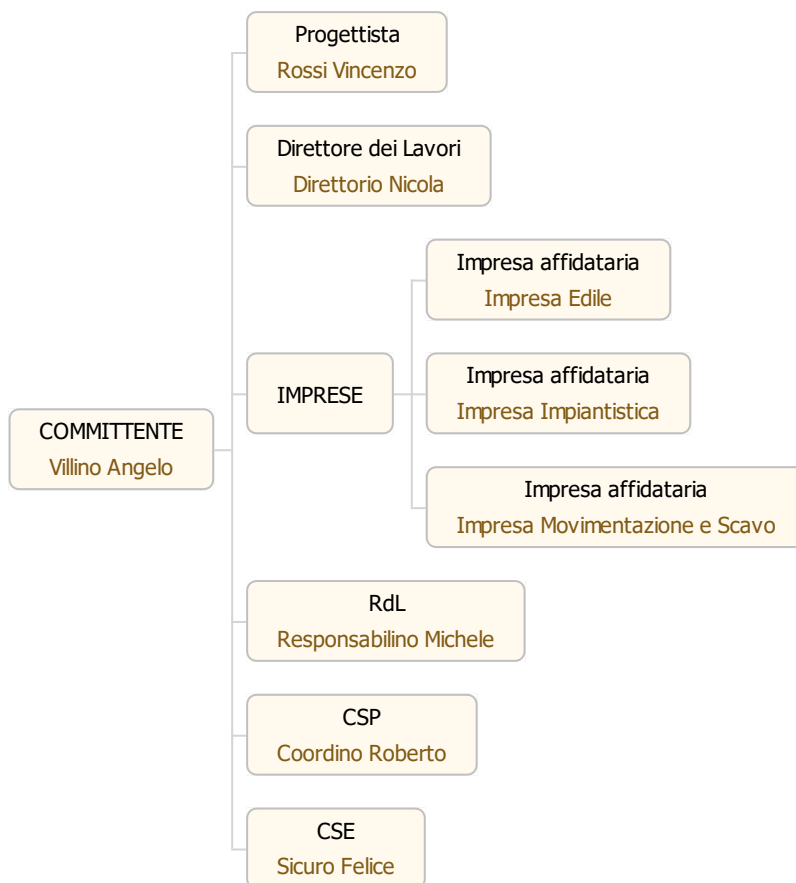 Progettista
Rossi Vincenzo
Direttore dei Lavori
Direttorio Nicola
Impresa affidataria
Impresa Edile
IMPRESE
Impresa affidataria
Impresa Impiantistica
COMMITTENTE
Villino Angelo
Impresa affidataria
Impresa Movimentazione e Scavo
RdL
Responsabilino Michele
CSP
Coordino Roberto
CSE
Sicuro Felice